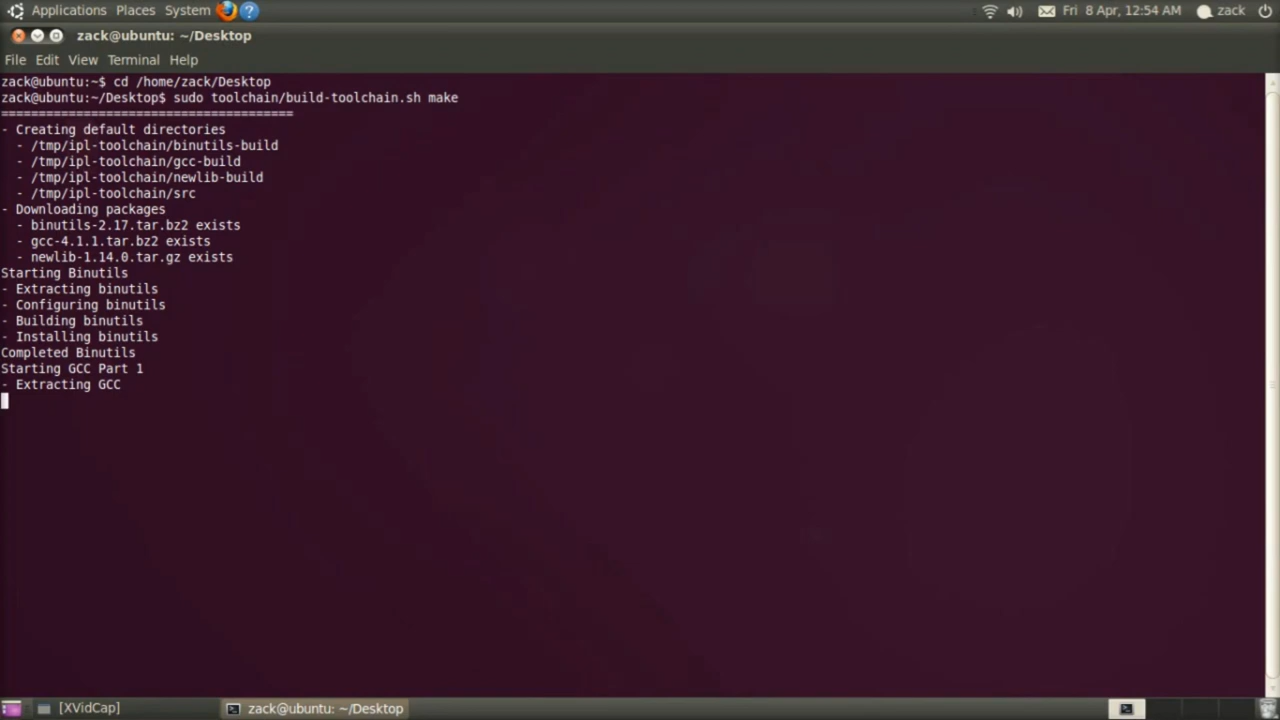 Applications Places System Fri 8 Apr, 12:54 AM zack
zack@ubuntu: ~/Desktop
File Edit View Terminal Help
zack@ubuntu:~$ cd /home/zack/Desktop
zack@ubuntu:~/Desktop$ sudo toolchain/build-toolchain.sh make
=======================================
- Creating default directories
  - /tmp/ipl-toolchain/binutils-build
  - /tmp/ipl-toolchain/gcc-build
  - /tmp/ipl-toolchain/newlib-build
  - /tmp/ipl-toolchain/src
- Downloading packages
  - binutils-2.17.tar.bz2 exists
  - gcc-4.1.1.tar.bz2 exists
  - newlib-1.14.0.tar.gz exists
Starting Binutils
- Extracting binutils
- Configuring binutils
- Building binutils
- Installing binutils
Completed Binutils
Starting GCC Part 1
- Extracting GCC
[XVidCap] zack@ubuntu: ~/Desktop